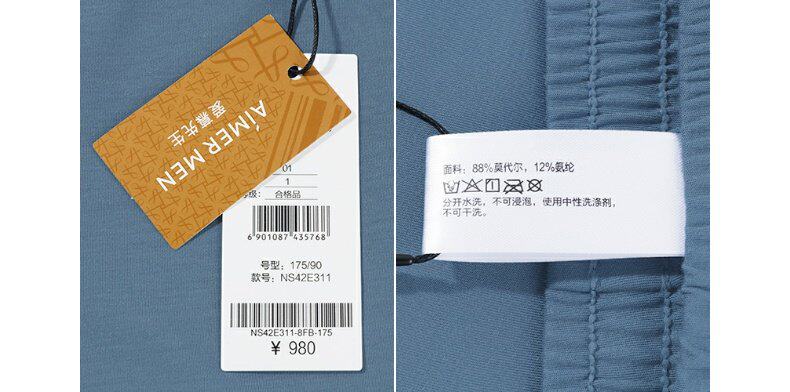 AIMER MEN
爱慕先生
01
1
合格品
6 901087 435768
号型: 175/90
款号: NS42E311
NS42E311-8FB-175
¥ 980
面料: 88%莫代尔, 12%氨纶
分开水洗, 不可浸泡, 使用中性洗涤剂,
不可干洗。